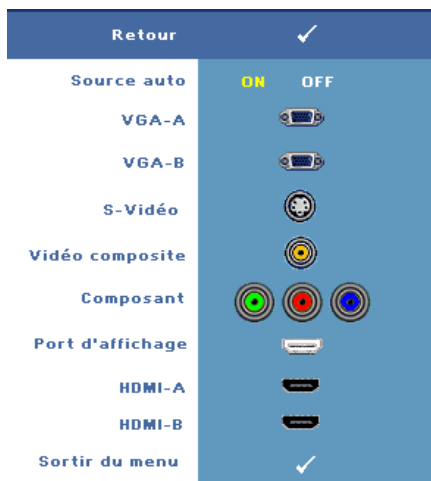 Retour
Source auto ON OFF
VGA-A
VGA-B
S-Vidéo
Vidéo composite
Composant
Port d'affichage
HDMI-A
HDMI-B
Sortir du menu